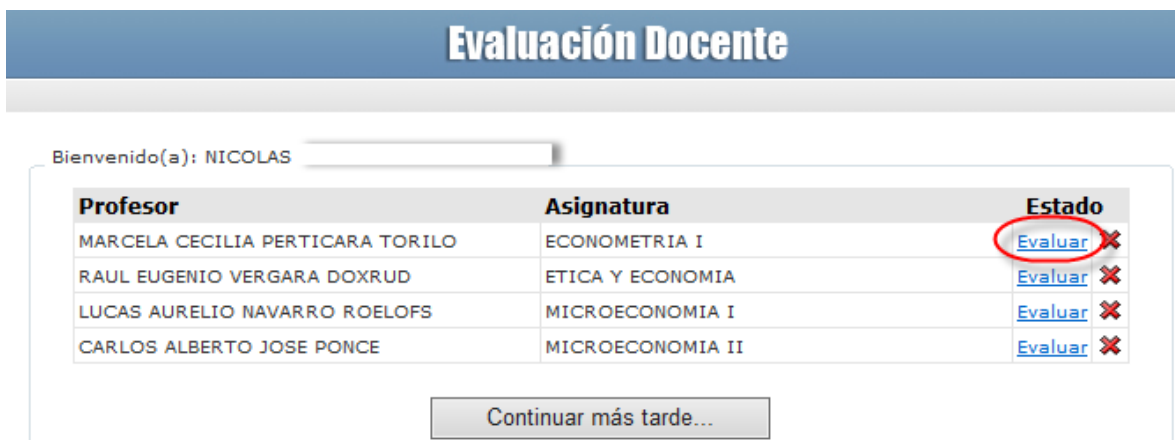 Evaluación Docente
Bienvenido(a): NICOLAS
Profesor Asignatura Estado
MARCELA CECILIA PERTICARA TORILO ECONOMETRIA I Evaluar
RAUL EUGENIO VERGARA DOXRUD ETICA Y ECONOMIA Evaluar
LUCAS AURELIO NAVARRO ROELOFS MICROECONOMIA I Evaluar
CARLOS ALBERTO JOSE PONCE MICROECONOMIA II Evaluar
Continuar más tarde...